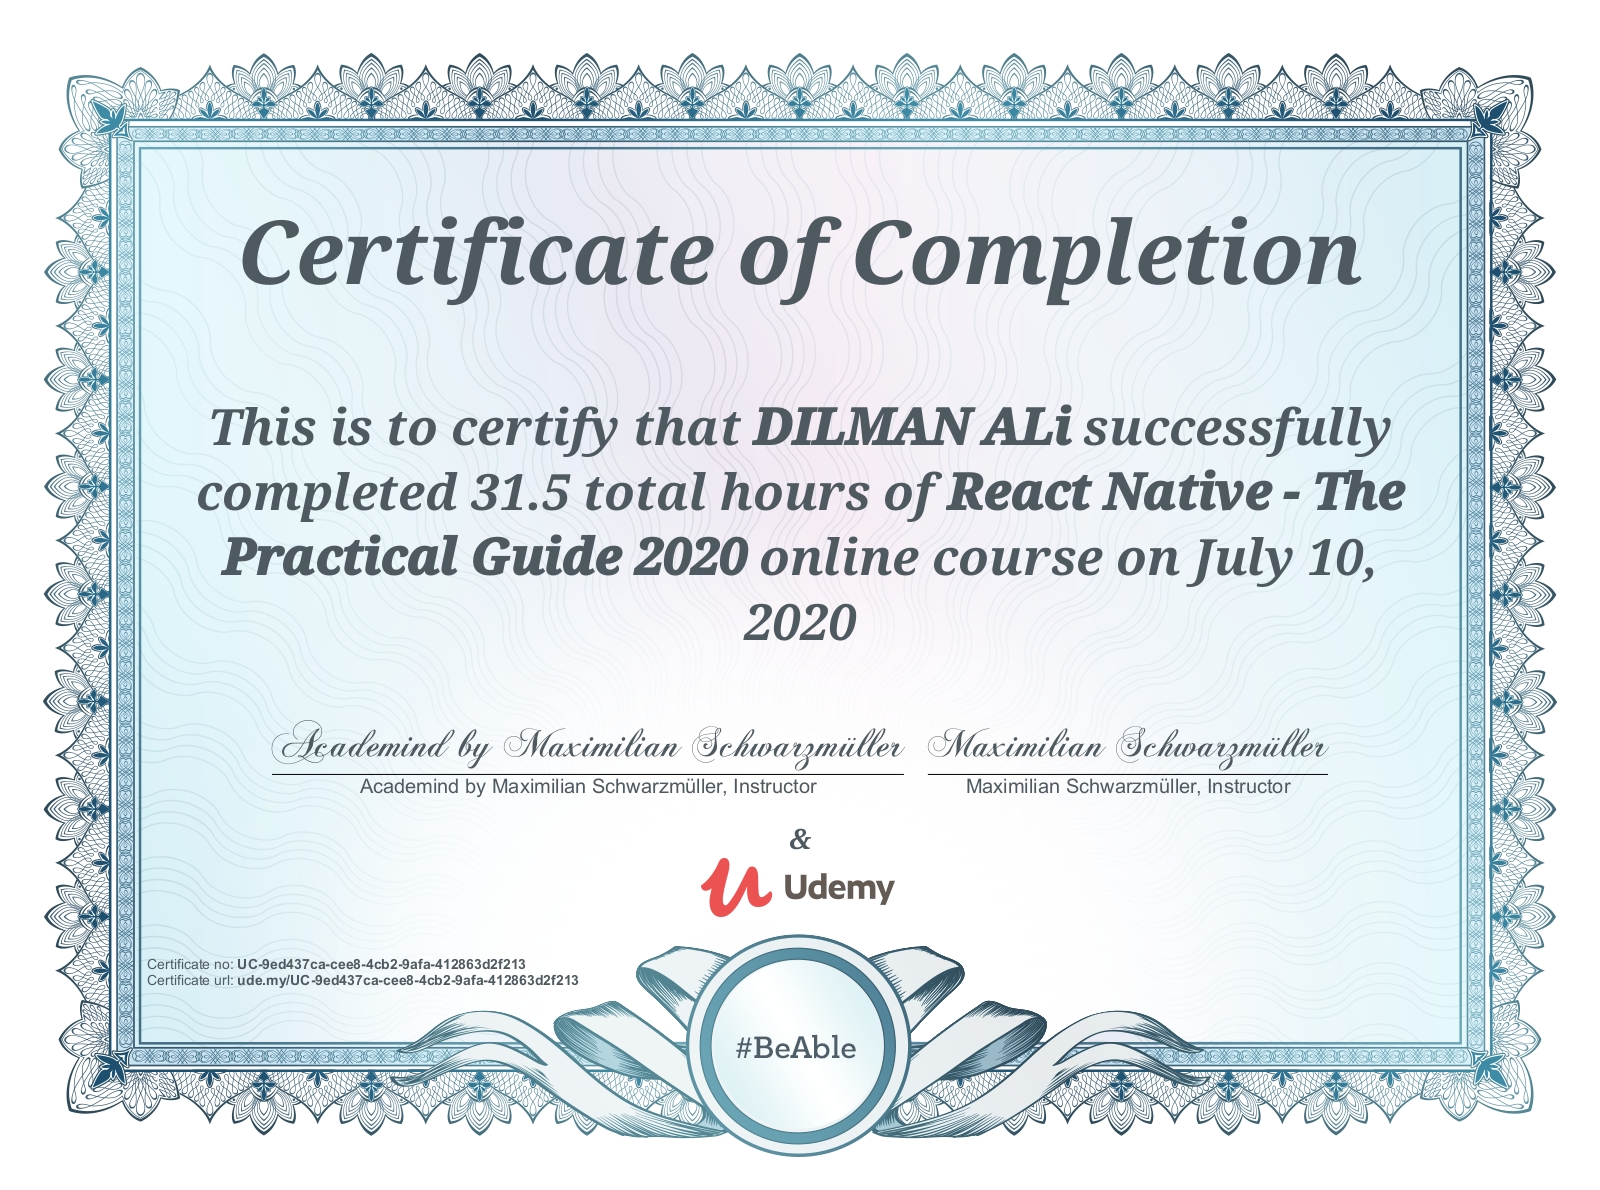 Certificate of Completion
This is to certify that DILMAN ALi successfully
completed 31.5 total hours of React Native - The
Practical Guide 2020 online course on July 10,
2020
Academind by Maximilian Schwarzmüller Maximilian Schwarzmüller
Academind by Maximilian Schwarzmüller, Instructor Maximilian Schwarzmüller, Instructor
&
Udemy
Certificate no: UC-9ed437ca-cee8-4cb2-9afa-412863d2f213
Certificate url: ude.my/UC-9ed437ca-cee8-4cb2-9afa-412863d2f213
#BeAble